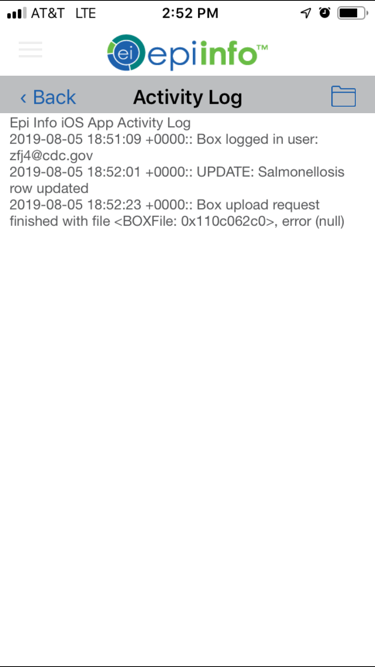 AT&T LTE 2:52 PM
ei epi info™
‹ Back Activity Log
Epi Info iOS App Activity Log
2019-08-05 18:51:09 +0000:: Box logged in user:
zfj4@cdc.gov
2019-08-05 18:52:01 +0000:: UPDATE: Salmonellosis
row updated
2019-08-05 18:52:23 +0000:: Box upload request
finished with file <BOXFile: 0x110c062c0>, error (null)